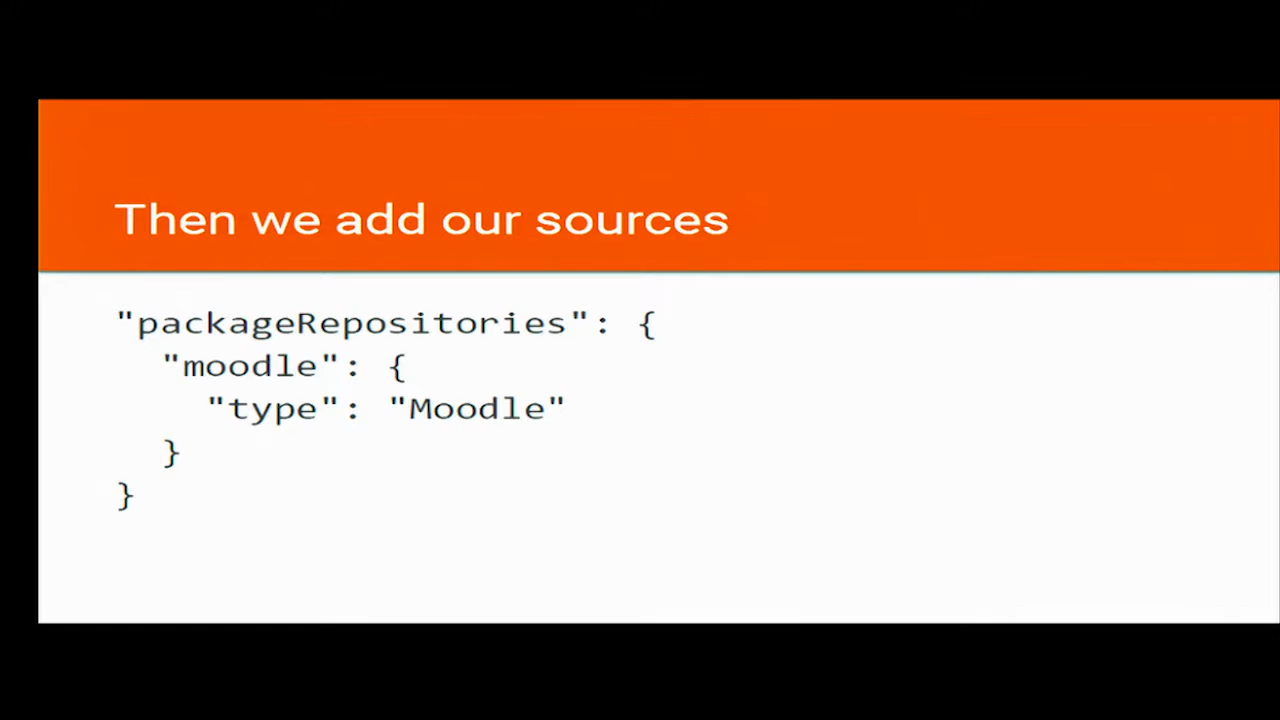 Then we add our sources
"packageRepositories": {
  "moodle": {
    "type": "Moodle"
  }
}